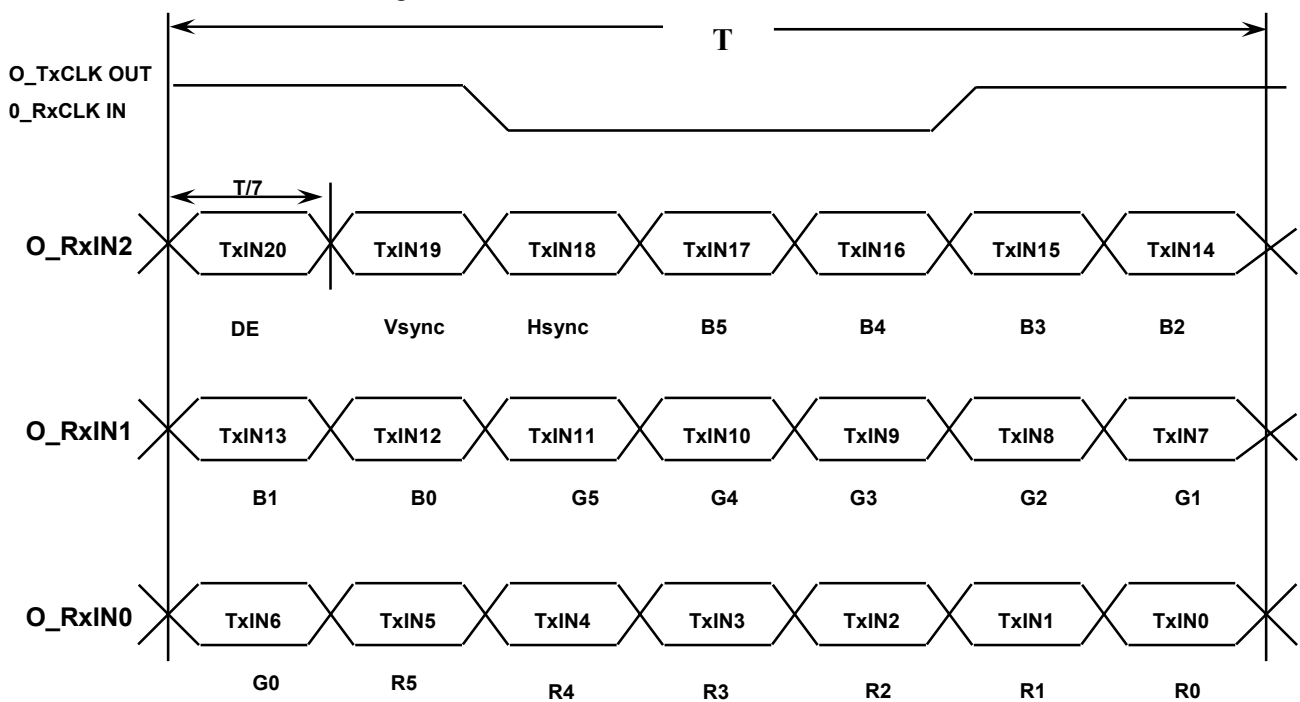 T
O_TxCLK OUT
0_RxCLK IN
T/7
O_RxIN2 TxIN20 TxIN19 TxIN18 TxIN17 TxIN16 TxIN15 TxIN14
DE Vsync Hsync B5 B4 B3 B2
O_RxIN1 TxIN13 TxIN12 TxIN11 TxIN10 TxIN9 TxIN8 TxIN7
B1 B0 G5 G4 G3 G2 G1
O_RxIN0 TxIN6 TxIN5 TxIN4 TxIN3 TxIN2 TxIN1 TxIN0
G0 R5 R4 R3 R2 R1 R0